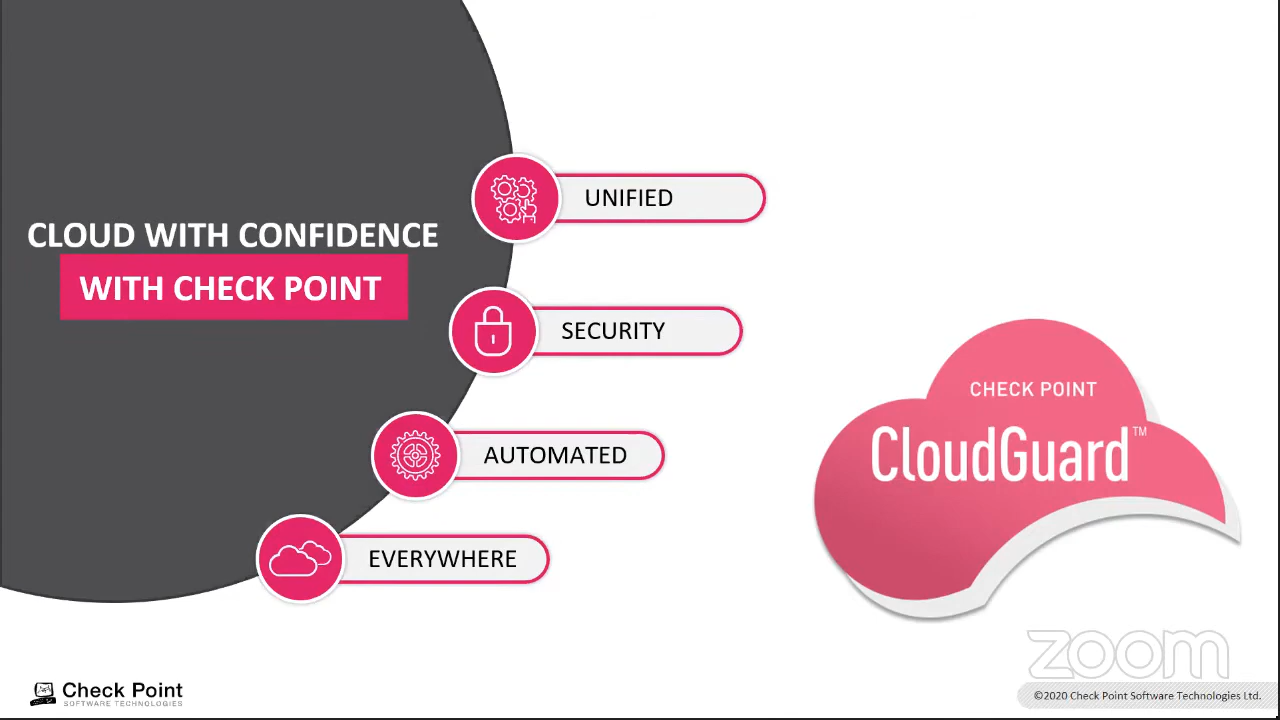 CLOUD WITH CONFIDENCE
WITH CHECK POINT
UNIFIED
SECURITY
AUTOMATED
EVERYWHERE
CHECK POINT
CloudGuard™
zoom
Check Point
SOFTWARE TECHNOLOGIES
©2020 Check Point Software Technologies Ltd.